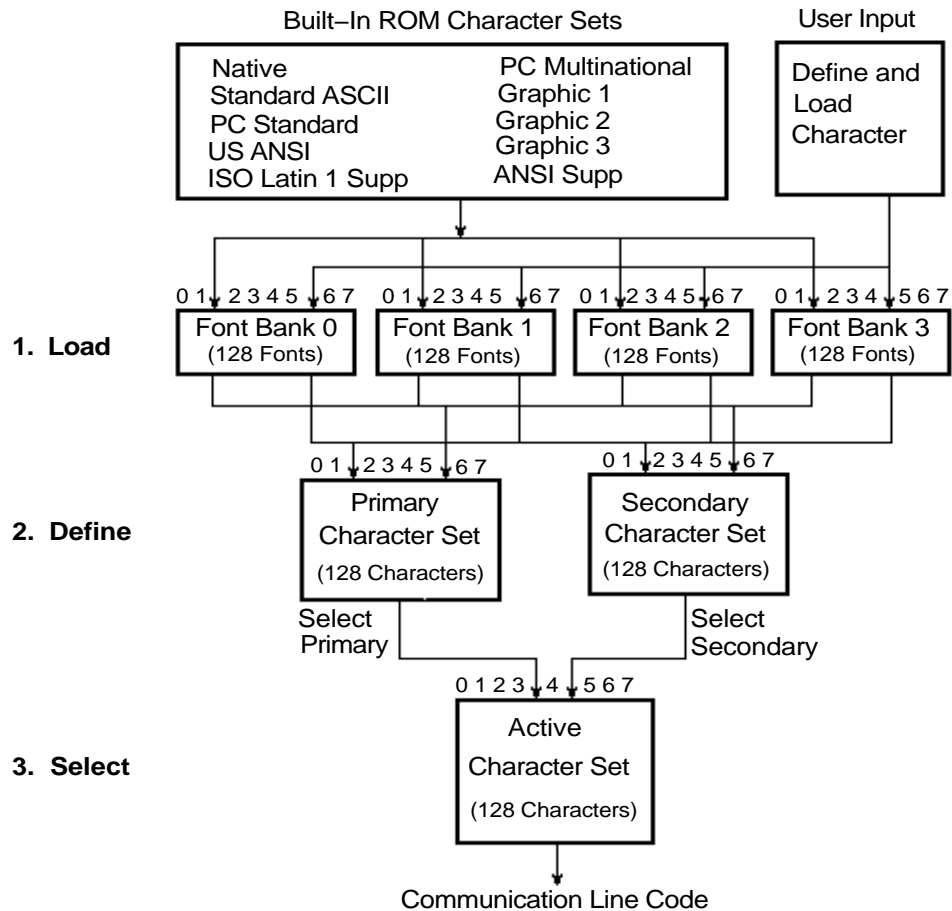 Built–In ROM Character Sets
User Input
Native
Standard ASCII
PC Standard
US ANSI
ISO Latin 1 Supp
PC Multinational
Graphic 1
Graphic 2
Graphic 3
ANSI Supp
Define and
Load
Character
0 1 2 3 4 5 6 7
0 1 2 3 4 5 6 7
0 1 2 3 4 5 6 7
0 1 2 3 4 5 6 7
1. Load
Font Bank 0
(128 Fonts)
Font Bank 1
(128 Fonts)
Font Bank 2
(128 Fonts)
Font Bank 3
(128 Fonts)
0 1 2 3 4 5 6 7
0 1 2 3 4 5 6 7
2. Define
Primary
Character Set
(128 Characters)
Secondary
Character Set
(128 Characters)
Select
Primary
Select
Secondary
0 1 2 3 4 5 6 7
3. Select
Active
Character Set
(128 Characters)
Communication Line Code